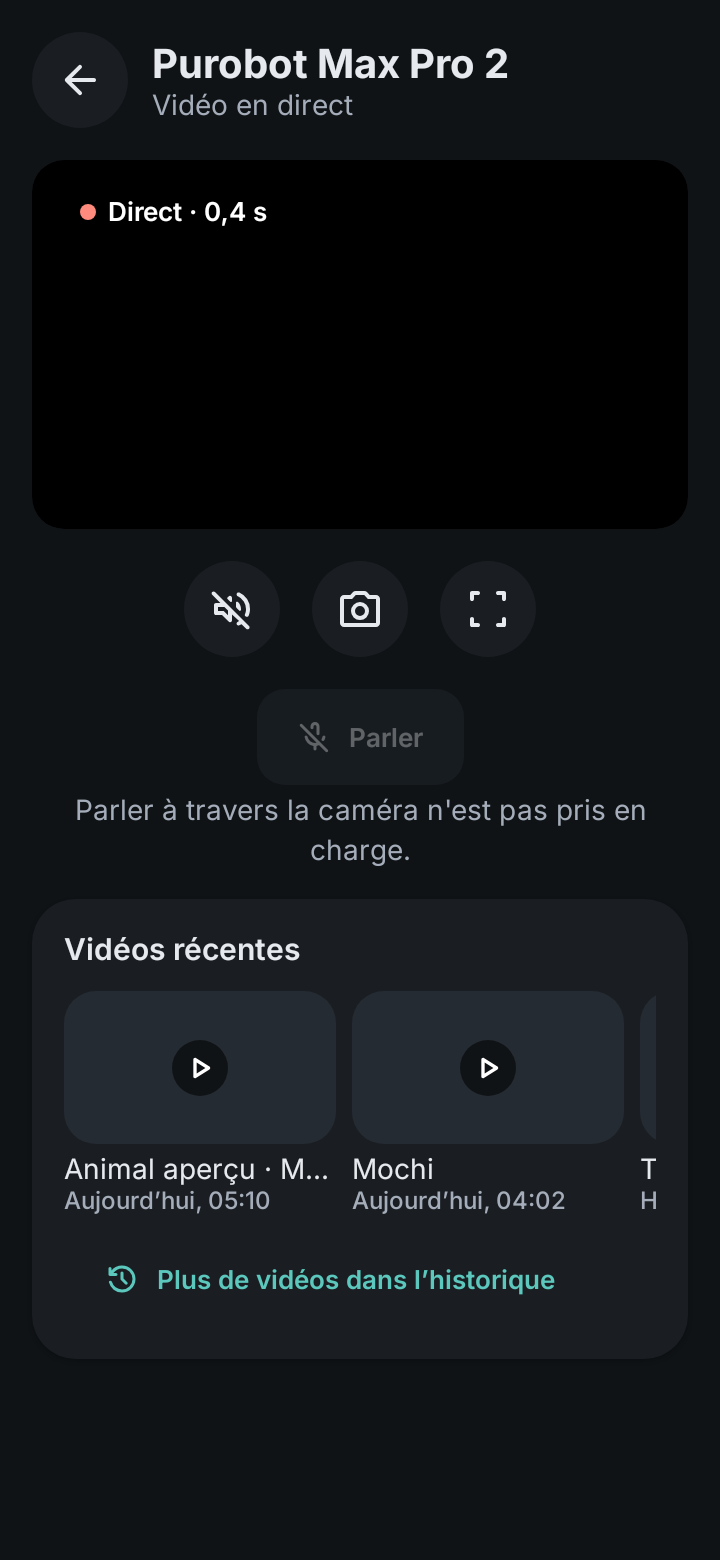 Purobot Max Pro 2
Vidéo en direct
Direct · 0,4 s
Parler
Parler à travers la caméra n'est pas pris en
charge.
Vidéos récentes
Animal aperçu · M...
Aujourd’hui, 05:10
Mochi
Aujourd’hui, 04:02
T
H
Plus de vidéos dans l’historique